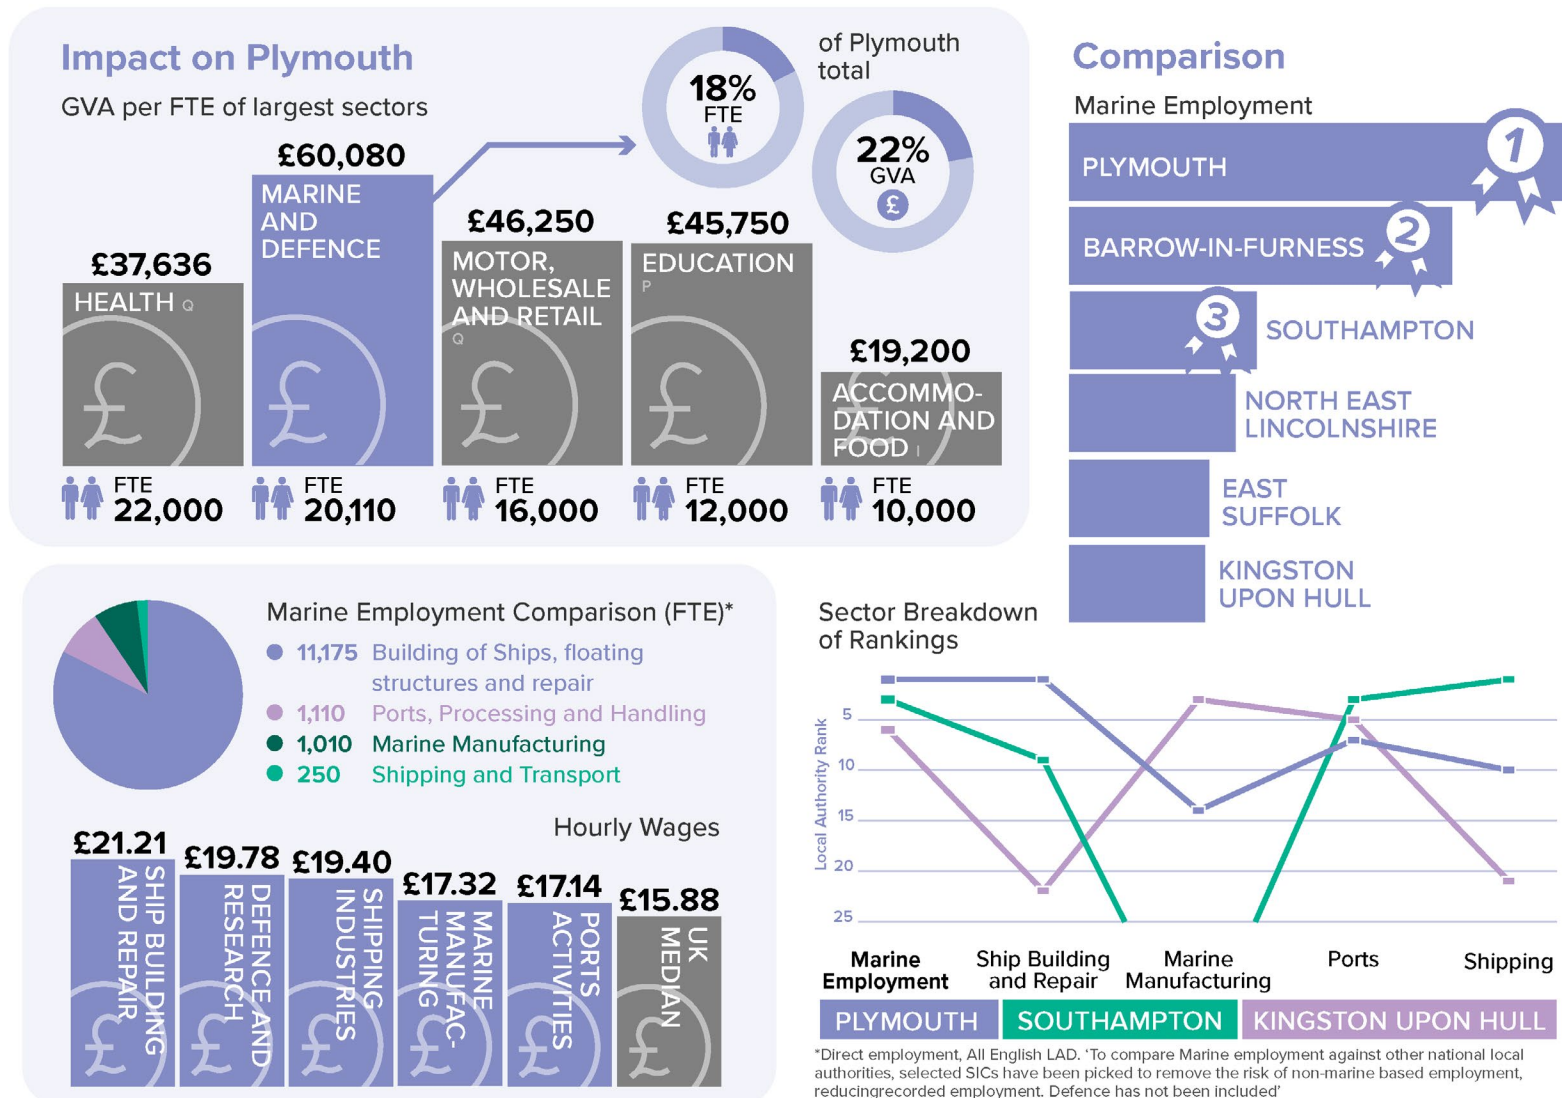 Impact on Plymouth
GVA per FTE of largest sectors
£37,636
HEALTH Q
FTE
22,000
£60,080
MARINE
AND
DEFENCE
FTE
20,110
£46,250
MOTOR,
WHOLESALE
AND RETAIL
Q
FTE
16,000
£45,750
EDUCATION
P
FTE
12,000
£19,200
ACCOMMO-
DATION AND
FOOD I
FTE
10,000
18%
FTE
of Plymouth
total
22%
GVA
£
Comparison
Marine Employment
PLYMOUTH
1
BARROW-IN-FURNESS
2
3
SOUTHAMPTON
NORTH EAST
LINCOLNSHIRE
EAST
SUFFOLK
KINGSTON
UPON HULL
Marine Employment Comparison (FTE)*
11,175 Building of Ships, floating
structures and repair
1,110 Ports, Processing and Handling
1,010 Marine Manufacturing
250 Shipping and Transport
Hourly Wages
£21.21
SHIP BUILDING
AND REPAIR
£19.78
DEFENCE AND
RESEARCH
£19.40
SHIPPING
INDUSTRIES
£17.32
MARINE
MANUFAC-
TURING
£17.14
PORTS
ACTIVITIES
£15.88
UK
MEDIAN
Sector Breakdown
of Rankings
Local Authority Rank
5
10
15
20
25
Marine
Employment
Ship Building
and Repair
Marine
Manufacturing
Ports
Shipping
PLYMOUTH
SOUTHAMPTON
KINGSTON UPON HULL
*Direct employment, All English LAD. ‘To compare Marine employment against other national local
authorities, selected SICs have been picked to remove the risk of non-marine based employment,
reducingrecorded employment. Defence has not been included’